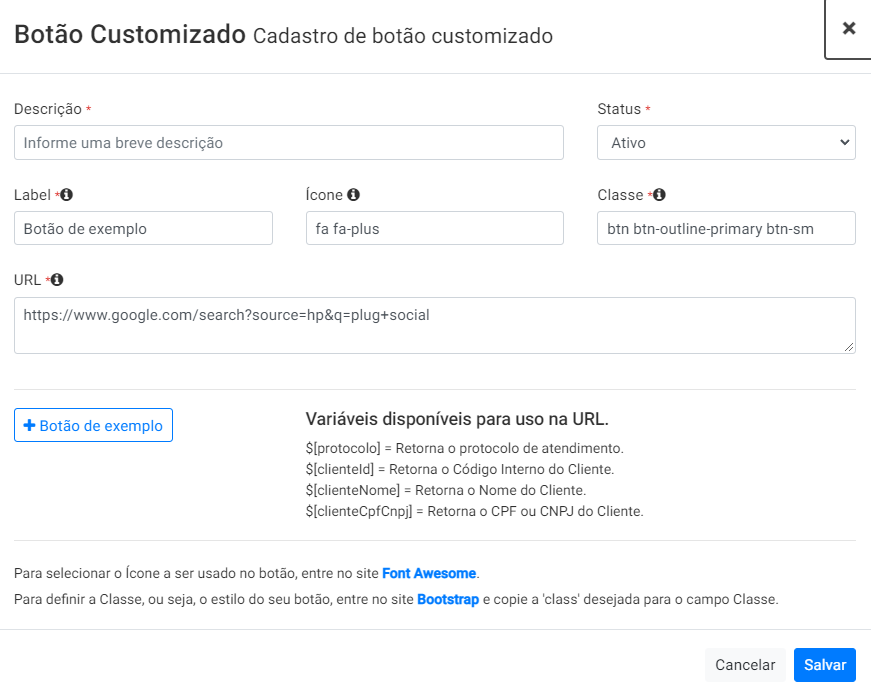 Botão Customizado Cadastro de botão customizado
×
Descrição *
Status *
Informe uma breve descrição
Ativo
Label *
Ícone
Classe *
Botão de exemplo
fa fa-plus
btn btn-outline-primary btn-sm
URL *
https://www.google.com/search?source=hp&q=plug+social
+ Botão de exemplo
Variáveis disponíveis para uso na URL.
$[protocolo] = Retorna o protocolo de atendimento.
$[clienteId] = Retorna o Código Interno do Cliente.
$[clienteNome] = Retorna o Nome do Cliente.
$[clienteCpfCnpj] = Retorna o CPF ou CNPJ do Cliente.
Para selecionar o Ícone a ser usado no botão, entre no site Font Awesome.
Para definir a Classe, ou seja, o estilo do seu botão, entre no site Bootstrap e copie a 'class' desejada para o campo Classe.
Cancelar
Salvar